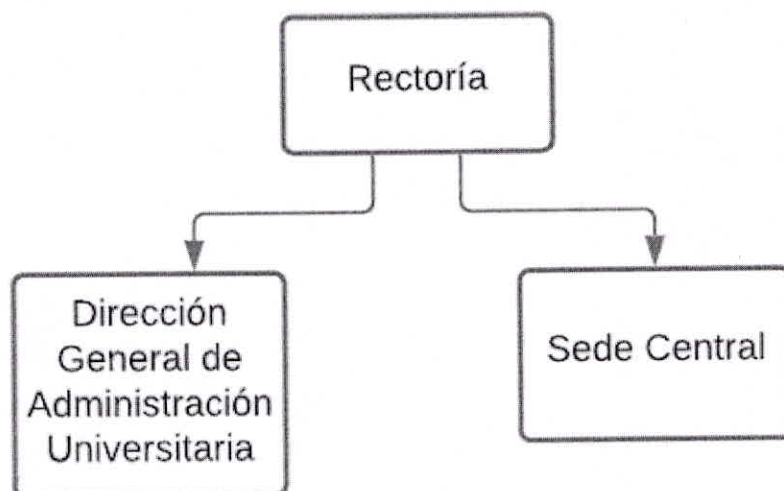 Rectoría
Dirección
General de
Administración
Universitaria
Sede Central